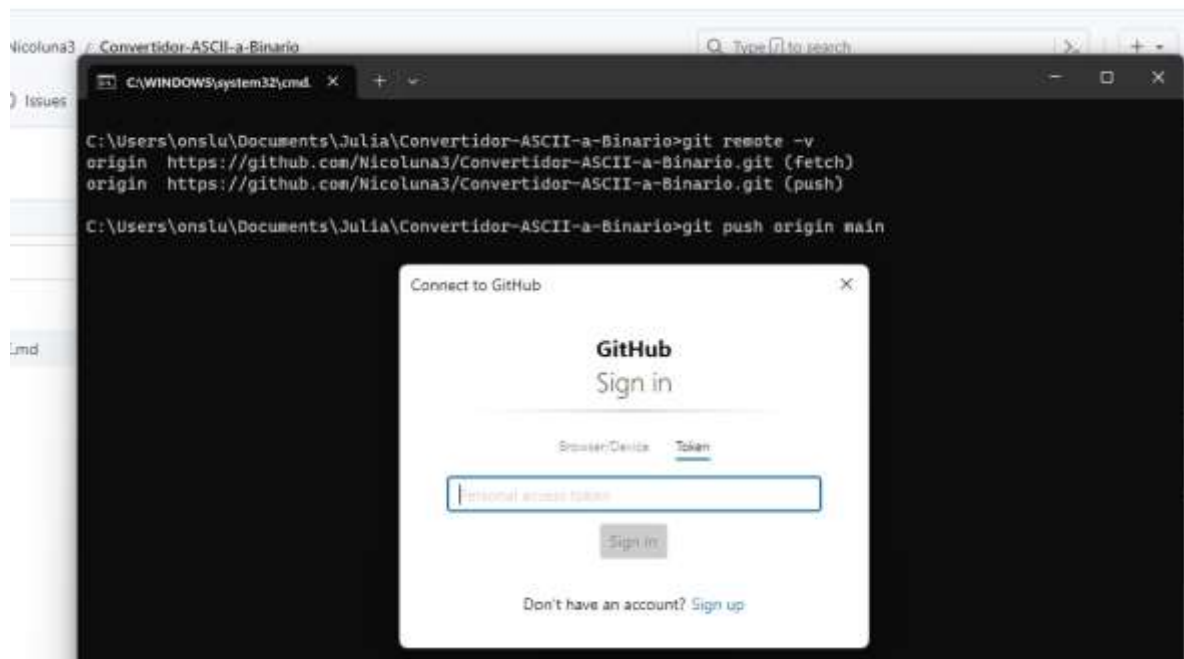 Nicoluna3 / Convertidor-ASCII-a-Binario
Type / to search
Issues
C:\WINDOWS\system32\cmd.
C:\Users\onslu\Documents\Julia\Convertidor-ASCII-a-Binario>git remote -v
origin https://github.com/Nicoluna3/Convertidor-ASCII-a-Binario.git (fetch)
origin https://github.com/Nicoluna3/Convertidor-ASCII-a-Binario.git (push)
C:\Users\onslu\Documents\Julia\Convertidor-ASCII-a-Binario>git push origin main
Connect to GitHub
GitHub
Sign in
Browser/Device Token
Personal access token
Sign in
Don't have an account? Sign up
.md